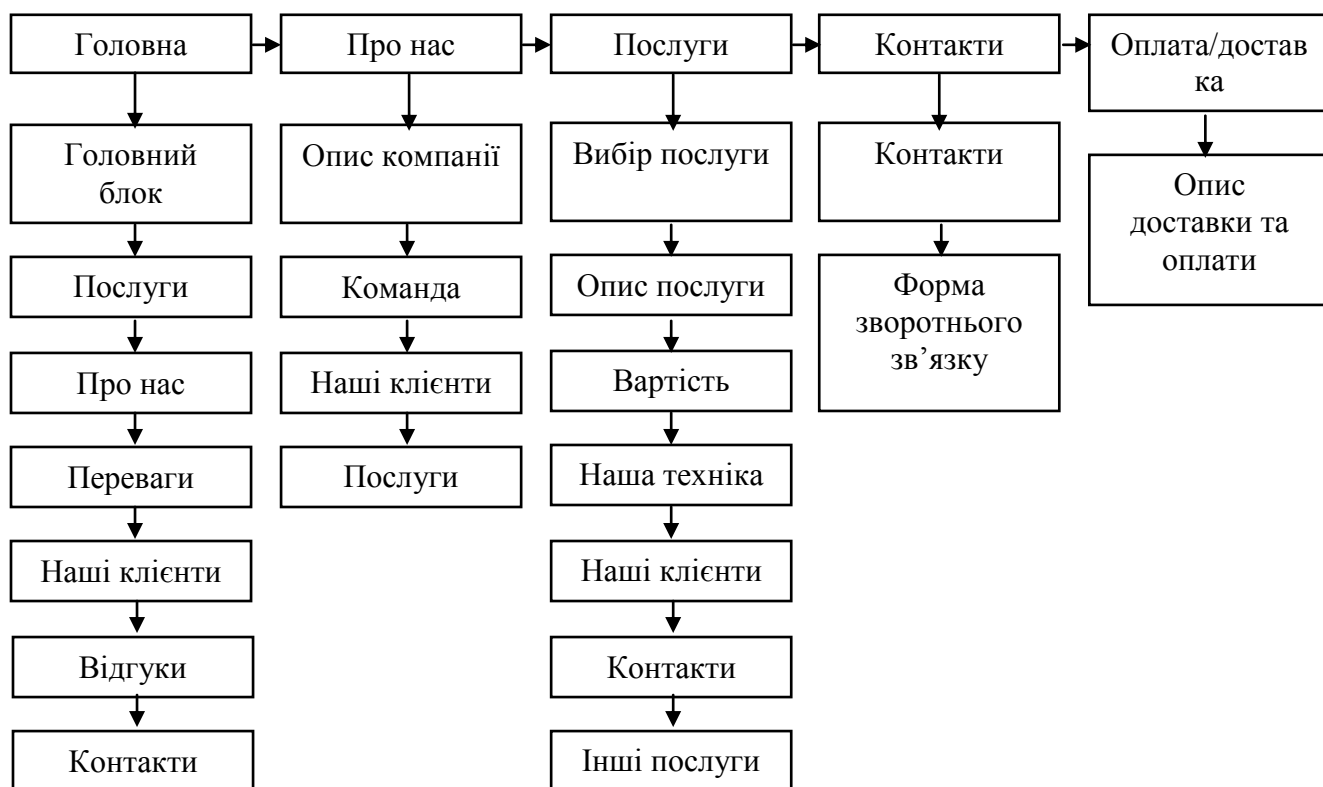 Головна
Про нас
Послуги
Контакти
Оплата/достав
ка
Головний
блок
Опис компанії
Вибір послуги
Контакти
Опис
доставки та
оплати
Послуги
Команда
Опис послуги
Форма
зворотнього
зв’язку
Про нас
Наші клієнти
Вартість
Переваги
Послуги
Наша техніка
Наші клієнти
Наші клієнти
Відгуки
Контакти
Контакти
Інші послуги